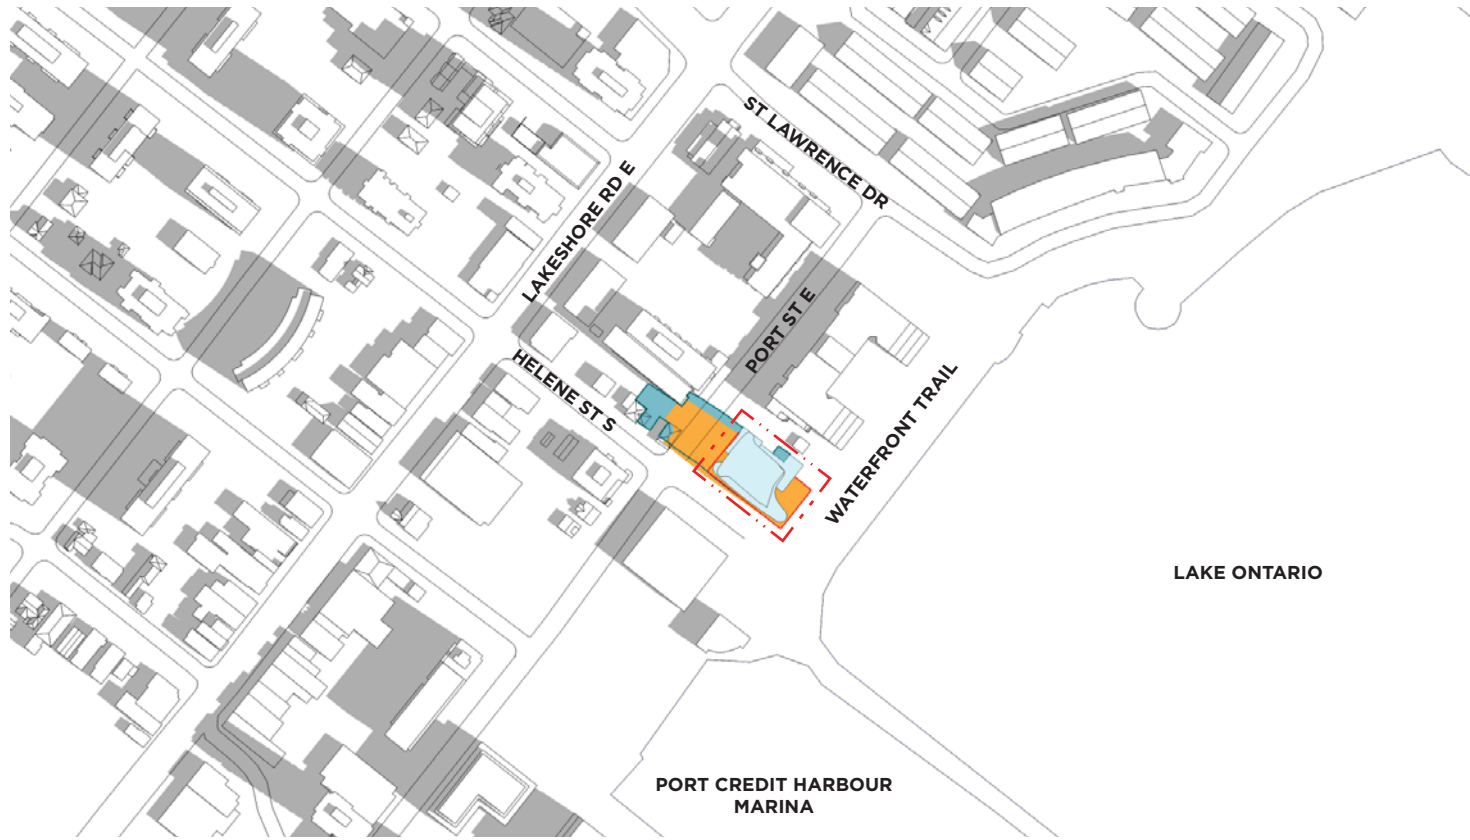 ST LAWRENCE DR
LAKESHORE RD E
PORT ST E
HELENE ST S
WATERFRONT TRAIL
LAKE ONTARIO
PORT CREDIT HARBOUR
MARINA